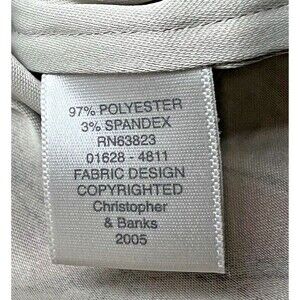 97% POLYESTER
3% SPANDEX
RN63823
01628 - 4811
FABRIC DESIGN
COPYRIGHTED
Christopher
& Banks
2005